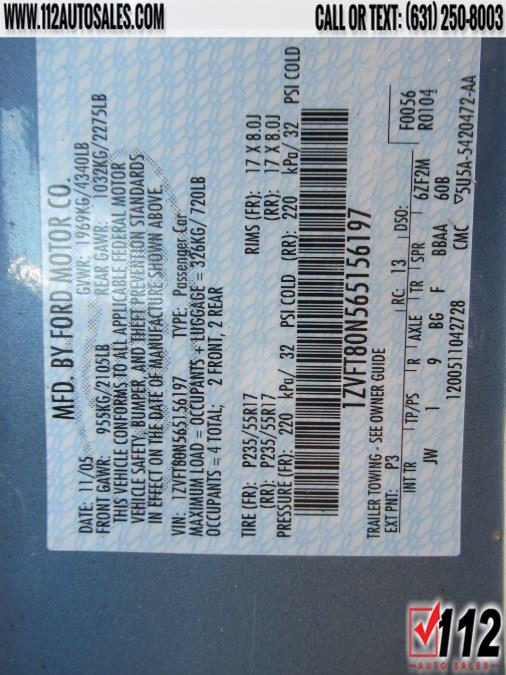 WWW.112AUTOSALES.COM
CALL OR TEXT: (631) 250-8003
MFD. BY FORD MOTOR CO.
DATE: 11/05 GVWR: 1969KG/4340LB
FRONT GAWR: 955KG/2105LB REAR GAWR: 1032KG/2275LB
THIS VEHICLE CONFORMS TO ALL APPLICABLE FEDERAL MOTOR
VEHICLE SAFETY, BUMPER, AND THEFT PREVENTION STANDARDS
IN EFFECT ON THE DATE OF MANUFACTURE SHOWN ABOVE.
VIN: 1ZVFT80N565156197 TYPE: Passenger Car
MAXIMUM LOAD = OCCUPANTS + LUGGAGE = 326KG/ 720LB
OCCUPANTS = 4 TOTAL; 2 FRONT, 2 REAR
TIRE (FR): P235/55R17 RIMS (FR): 17 X 8.0J
(RR): P235/55R17 (RR): 17 X 8.0J
PRESSURE (FR): 220 kPa/ 32 PSI COLD (RR): 220 kPa/ 32 PSI COLD
1ZVFT80N565156197
TRAILER TOWING - SEE OWNER GUIDE
F0056
EXT PNT: P3 RC: 13 DSO: R0104
INT TR TP/PS R AXLE TR SPR 6ZF2M
JW 1 9 BG F BBAA 60B
1200511042728 CMC ▽5U5A-5420472-AA
112
AUTO SALES